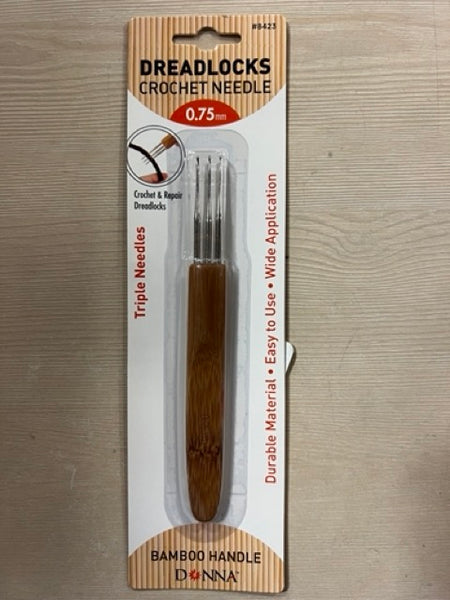 #8423
DREADLOCKS
CROCHET NEEDLE
0.75mm
Crochet & Repair
Dreadlocks
Triple Needles
Durable Material • Easy to Use • Wide Application
BAMBOO HANDLE
DONNA